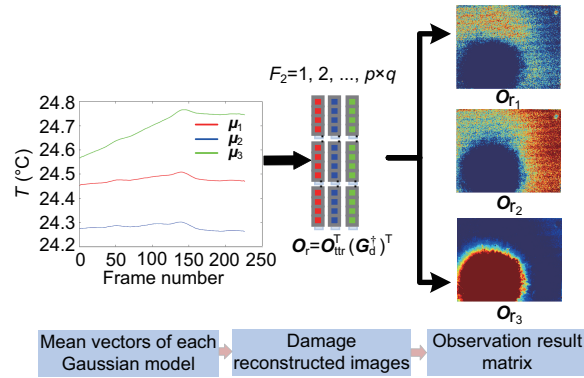 F₂=1, 2, ..., p×q
24.8
24.7
24.6
24.5
24.4
24.3
24.2
T (°C)
μ₁
μ₂
μ₃
0 50 100 150 200 250
Frame number
Oᵣ=Oᵀₜₜᵣ(G†_d)ᵀ
Oᵣ₁
Oᵣ₂
Oᵣ₃
Mean vectors of each
Gaussian model
Damage
reconstructed images
Observation result
matrix